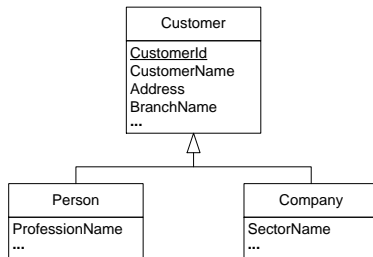 Customer
CustomerId
CustomerName
Address
BranchName
...
Person
ProfessionName
...
Company
SectorName
...